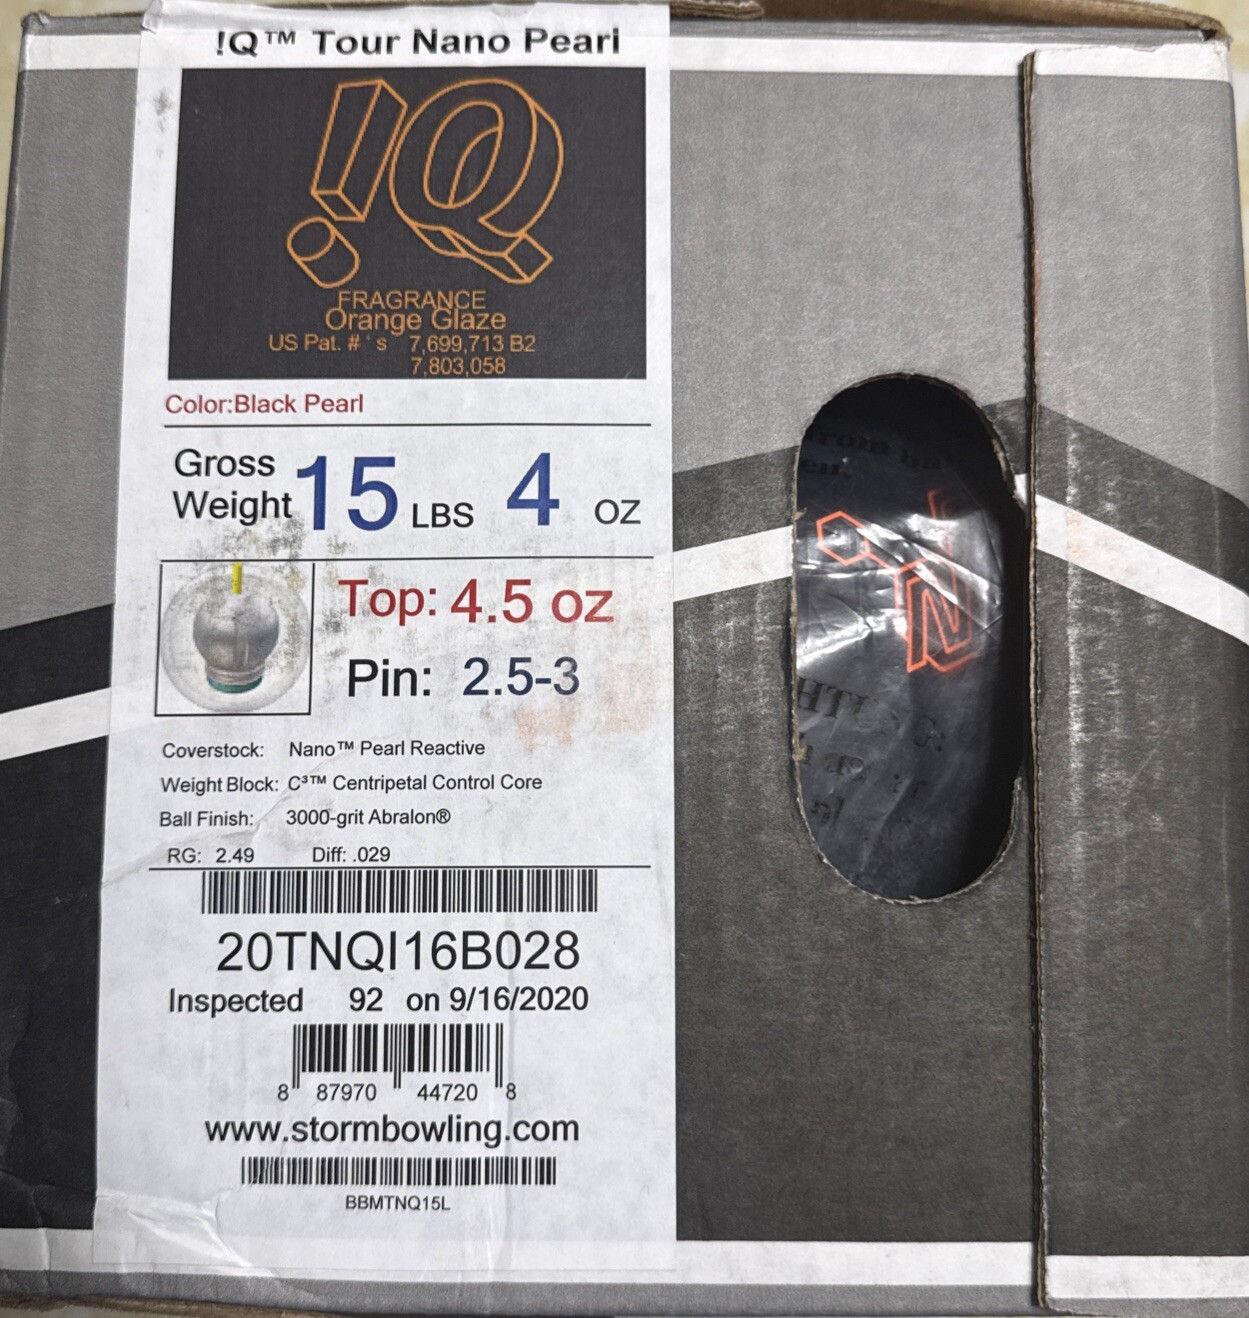 !Q™ Tour Nano Pearl
!Q
FRAGRANCE
Orange Glaze
US Pat. # ' s 7,699,713 B2
7,803,058
Color:Black Pearl
Gross Weight 15 LBS 4 OZ
Top: 4.5 oz
Pin: 2.5-3
Coverstock: Nano™ Pearl Reactive
Weight Block: C³™ Centripetal Control Core
Ball Finish: 3000-grit Abralon®
RG: 2.49 Diff: .029
20TNQI16B028
Inspected 92 on 9/16/2020
8 87970 44720 8
www.stormbowling.com
BBMTNQ15L
from
N